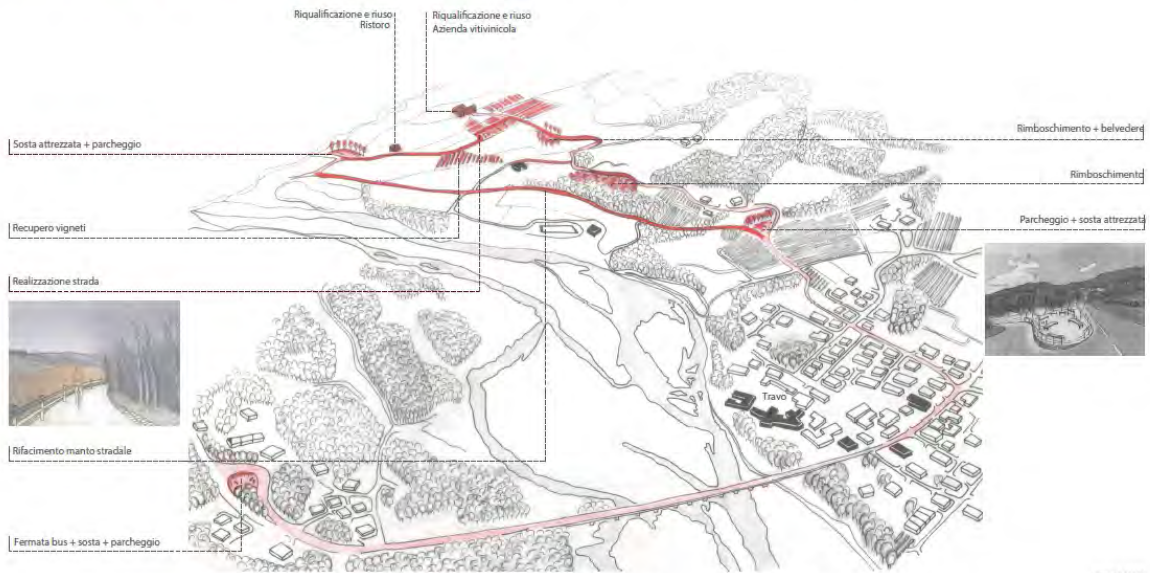 Riqualificazione e riuso
Ristoro
Riqualificazione e riuso
Azienda vitivinicola
Sosta attrezzata + parcheggio
Rimboschimento + belvedere
Rimboschimento
Recupero vigneti
Parcheggio + sosta attrezzata
Realizzazione strada
Travo
Rifacimento manto stradale
Fermata bus + sosta + parcheggio